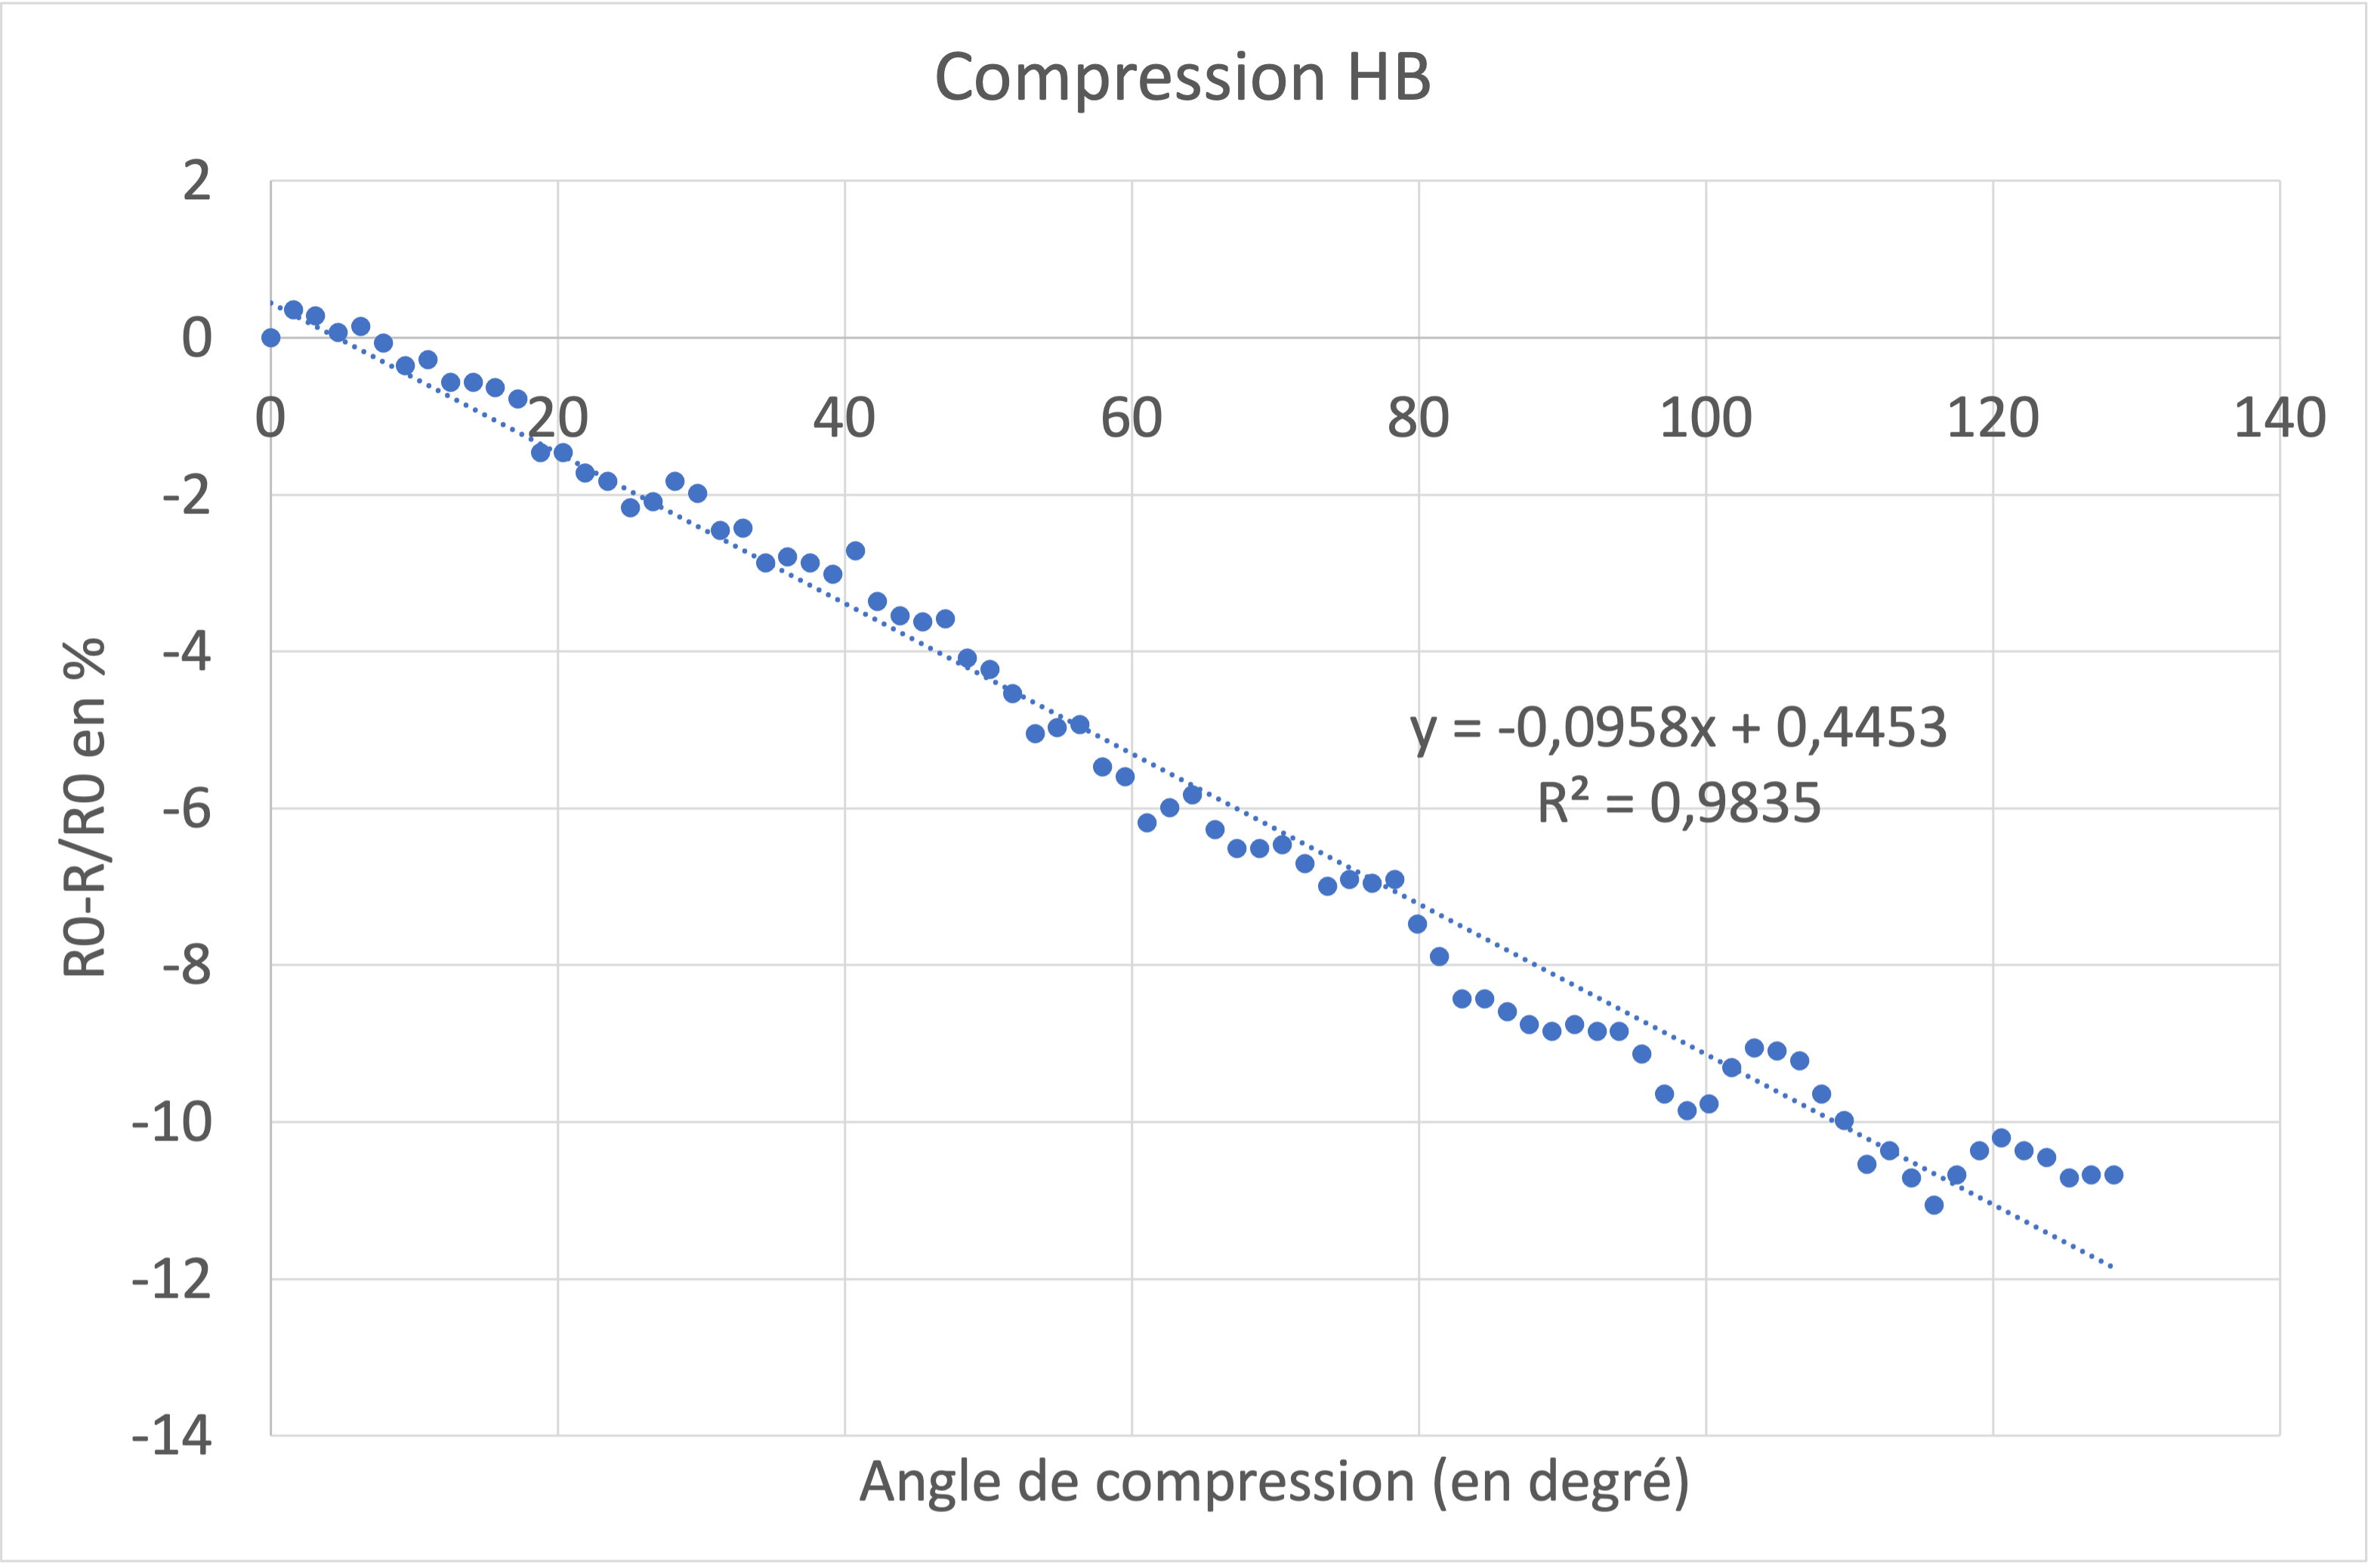 Compression HB
2
0
0 20 40 60 80 100 120 140
-2
-4
y = -0,0958x + 0,4453
R² = 0,9835
-6
-8
-10
-12
-14
R0-R/R0 en %
Angle de compression (en degré)